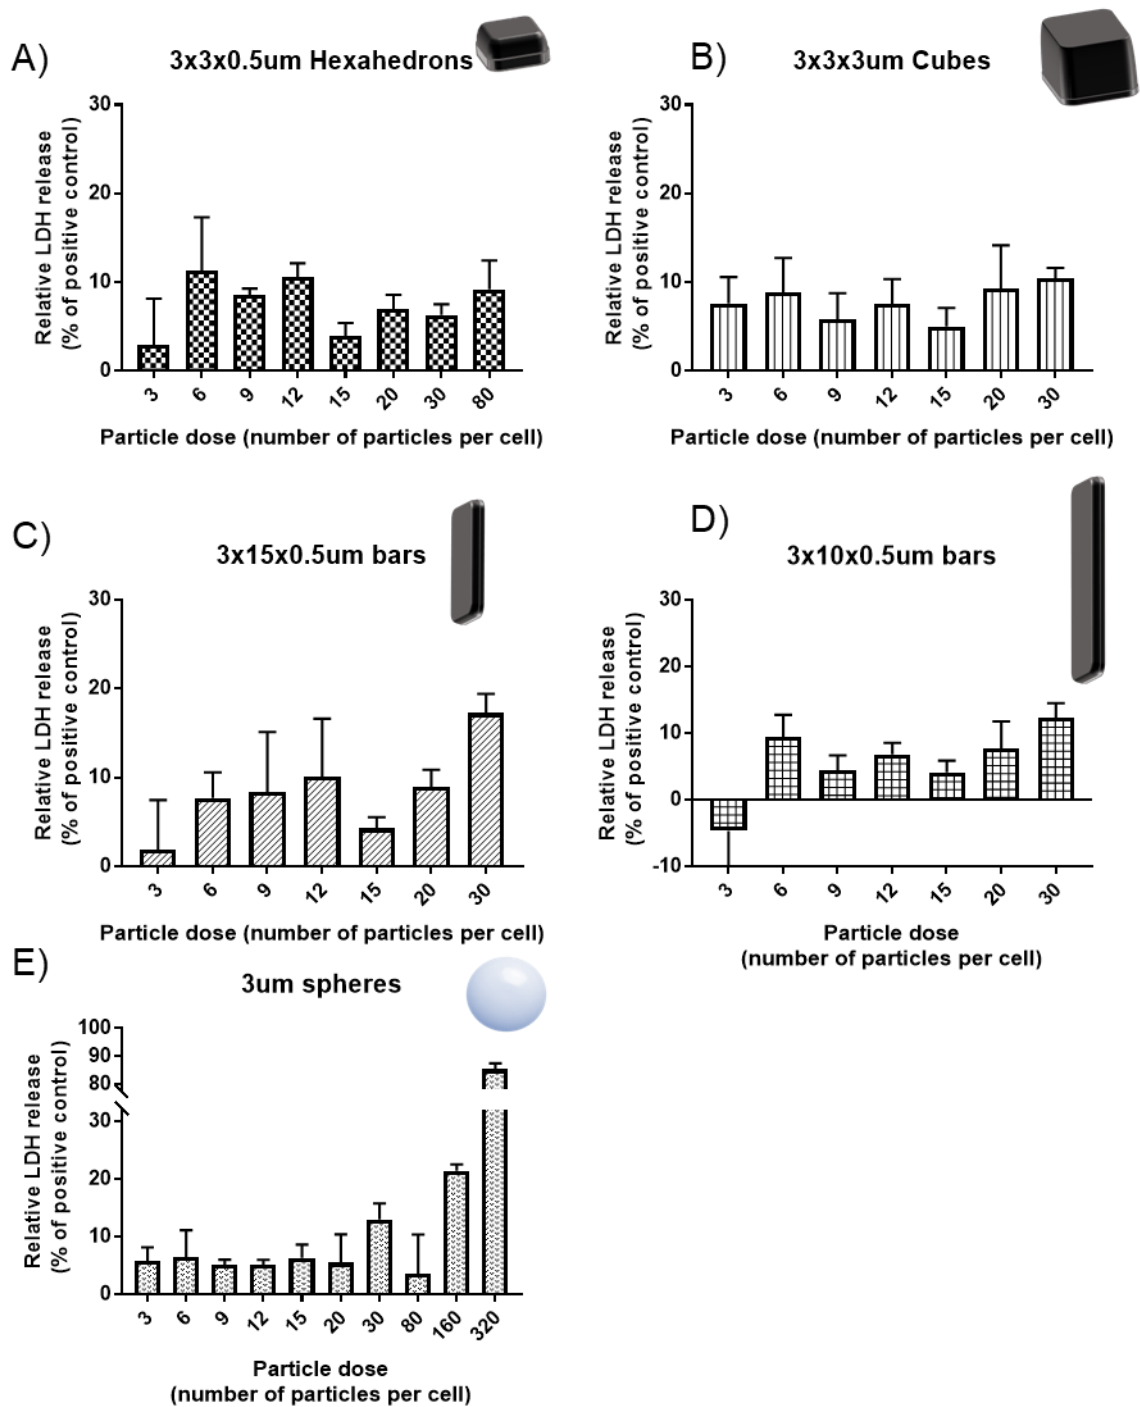 A)
3x3x0.5um Hexahedrons
Relative LDH release
(% of positive control)
30
20
10
0
3 6 9 12 15 20 30 80
Particle dose (number of particles per cell)
B)
3x3x3um Cubes
Relative LDH release
(% of positive control)
30
20
10
0
3 6 9 12 15 20 30
Particle dose (number of particles per cell)
C)
3x15x0.5um bars
Relative LDH release
(% of positive control)
30
20
10
0
3 6 9 12 15 20 30
Particle dose (number of particles per cell)
D)
3x10x0.5um bars
Relative LDH release
(% of positive control)
30
20
10
0
-10
3 6 9 12 15 20 30
Particle dose
(number of particles per cell)
E)
3um spheres
Relative LDH release
(% of positive control)
100
90
80
30
20
10
0
3 6 9 12 15 20 30 80 160 320
Particle dose
(number of particles per cell)